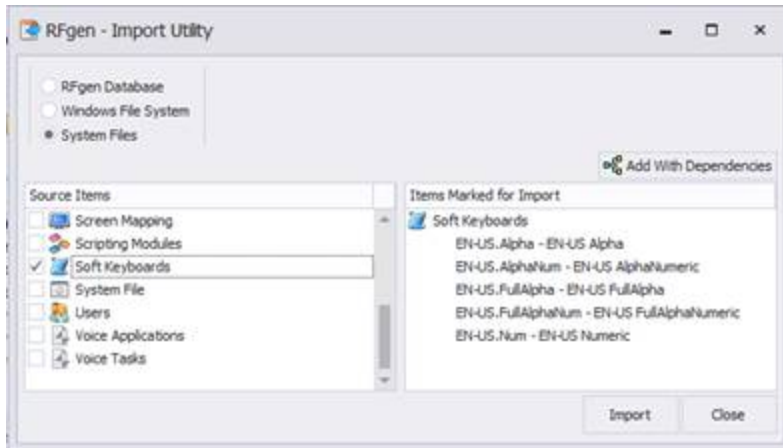 RFgen - Import Utility
RFgen Database
Windows File System
System Files
Add With Dependencies
Source Items
Screen Mapping
Scripting Modules
Soft Keyboards
System File
Users
Voice Applications
Voice Tasks
Items Marked for Import
Soft Keyboards
EN-US.Alpha - EN-US Alpha
EN-US.AlphaNum - EN-US AlphaNumeric
EN-US.FullAlpha - EN-US FullAlpha
EN-US.FullAlphaNum - EN-US FullAlphaNumeric
EN-US.Num - EN-US Numeric
Import
Close